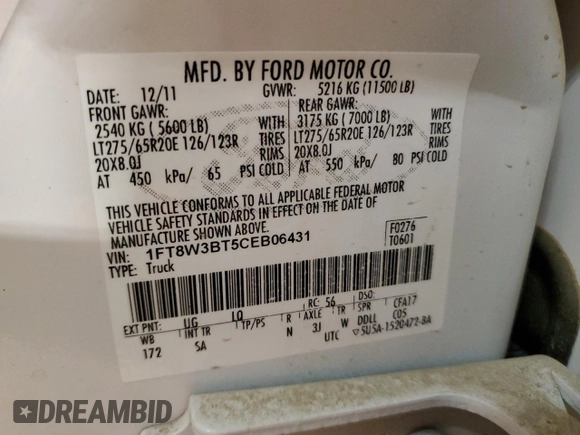 MFD. BY FORD MOTOR CO.
DATE: 12/11 GVWR: 5216 KG (11500 LB)
FRONT GAWR: REAR GAWR:
2540 KG ( 5600 LB) WITH 3175 KG ( 7000 LB) WITH
LT275/65R20E 126/123R TIRES LT275/65R20E 126/123R TIRES
20X8.0J RIMS 20X8.0J RIMS
AT 450 kPa/ 65 PSI COLD AT 550 kPa/ 80 PSI COLD
THIS VEHICLE CONFORMS TO ALL APPLICABLE FEDERAL MOTOR
VEHICLE SAFETY STANDARDS IN EFFECT ON THE DATE OF
MANUFACTURE SHOWN ABOVE.
VIN: 1FT8W3BT5CEB06431 F0276
TYPE: Truck T0601
EXT PNT: UG LQ RC: 56 DSO:
WB INT TR TP/PS R AXLE TR SPR CFA17
172 SA N 3J W DDLL COS
UTC ▽5U5A-1520472-BA
DREAMBID